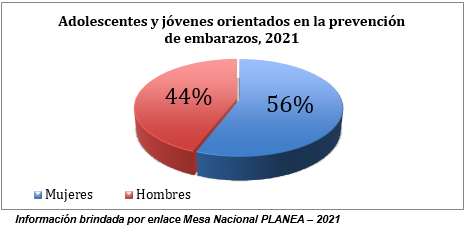 Adolescentes y jóvenes orientados en la prevención
de embarazos, 2021
44%
56%
Mujeres
Hombres
Información brindada por enlace Mesa Nacional PLANEA – 2021